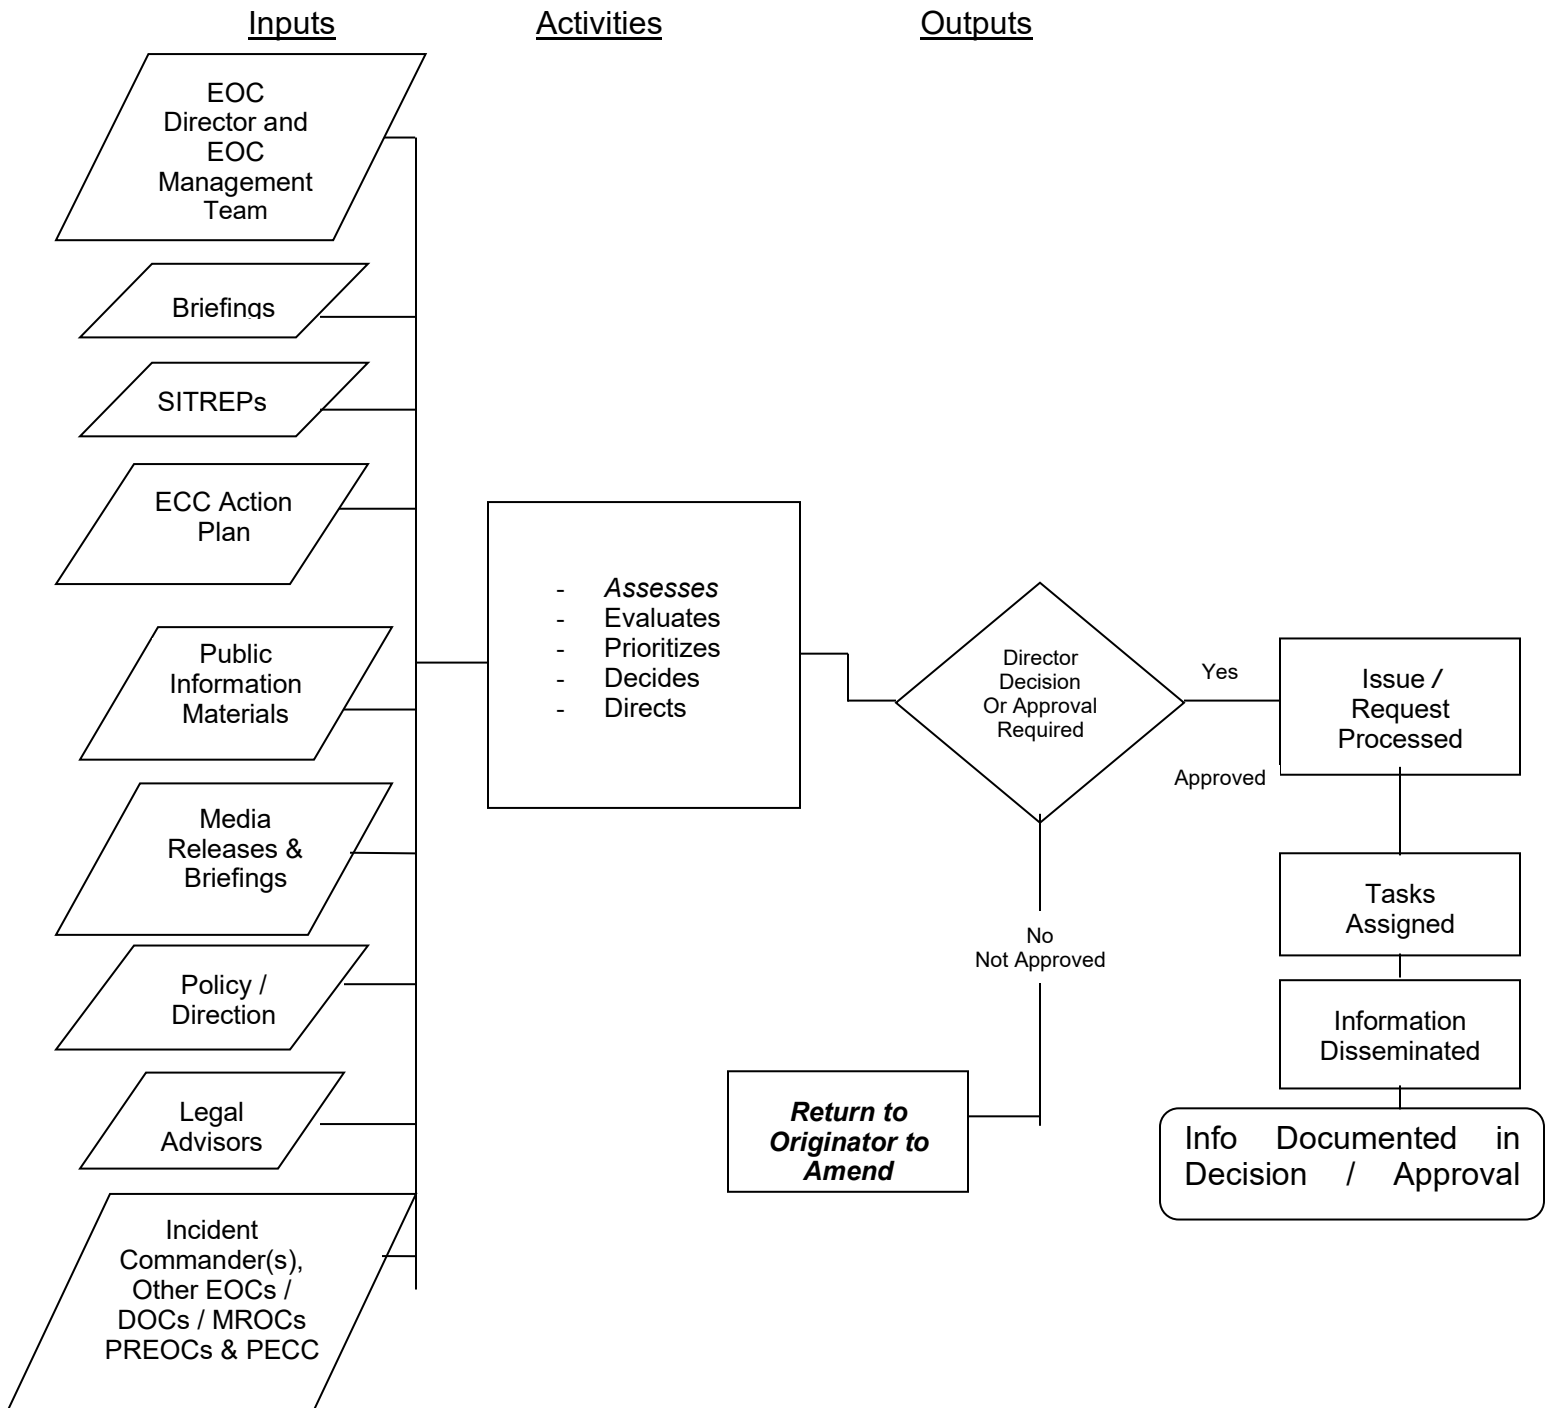 Inputs
Activities
Outputs
EOC
Director and
EOC
Management
Team
Briefings
SITREPs
ECC Action
Plan
Public
Information
Materials
Media
Releases &
Briefings
Policy /
Direction
Legal
Advisors
Incident
Commander(s),
Other EOCs /
DOCs / MROCs
PREOCs & PECC
- Assesses
- Evaluates
- Prioritizes
- Decides
- Directs
Director
Decision
Or Approval
Required
Yes
Approved
No
Not Approved
Return to
Originator to
Amend
Issue /
Request
Processed
Tasks
Assigned
Information
Disseminated
Info Documented in
Decision / Approval